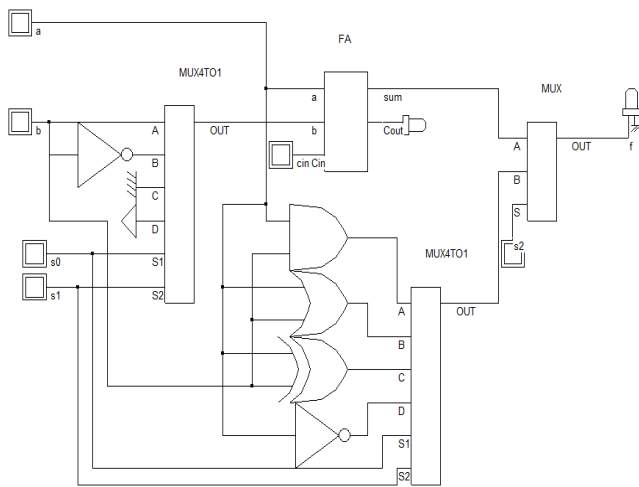 a
FA
MUX4TO1
MUX
a
sum
b
A
OUT
b
Cout
A
OUT
f
B
cin Cin
B
C
S
D
s2
s0
S1
MUX4TO1
s1
S2
A
OUT
B
C
D
S1
S2